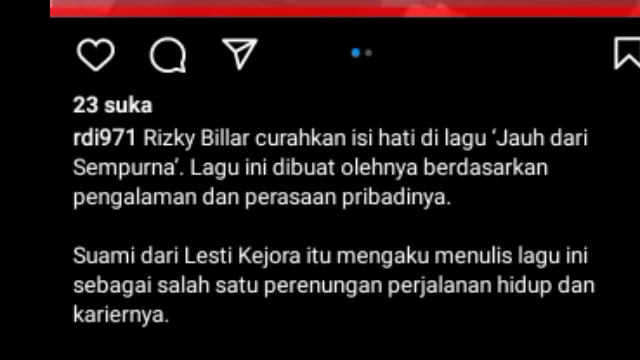 23 suka
rdi971 Rizky Billar curahkan isi hati di lagu ‘Jauh dari
Sempurna’. Lagu ini dibuat olehnya berdasarkan
pengalaman dan perasaan pribadinya.
Suami dari Lesti Kejora itu mengaku menulis lagu ini
sebagai salah satu perenungan perjalanan hidup dan
kariernya.